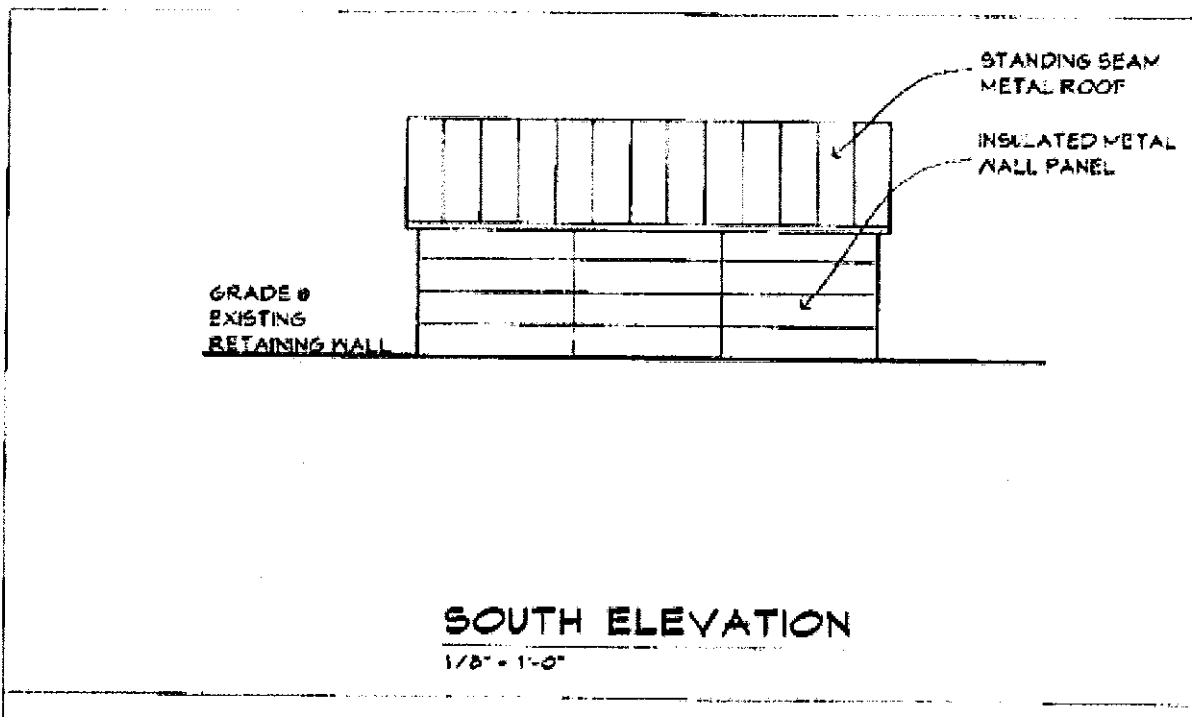 STANDING SEAM
METAL ROOF
INSULATED METAL
WALL PANEL
GRADE @
EXISTING
RETAINING WALL
SOUTH ELEVATION
1/8" = 1'-0"